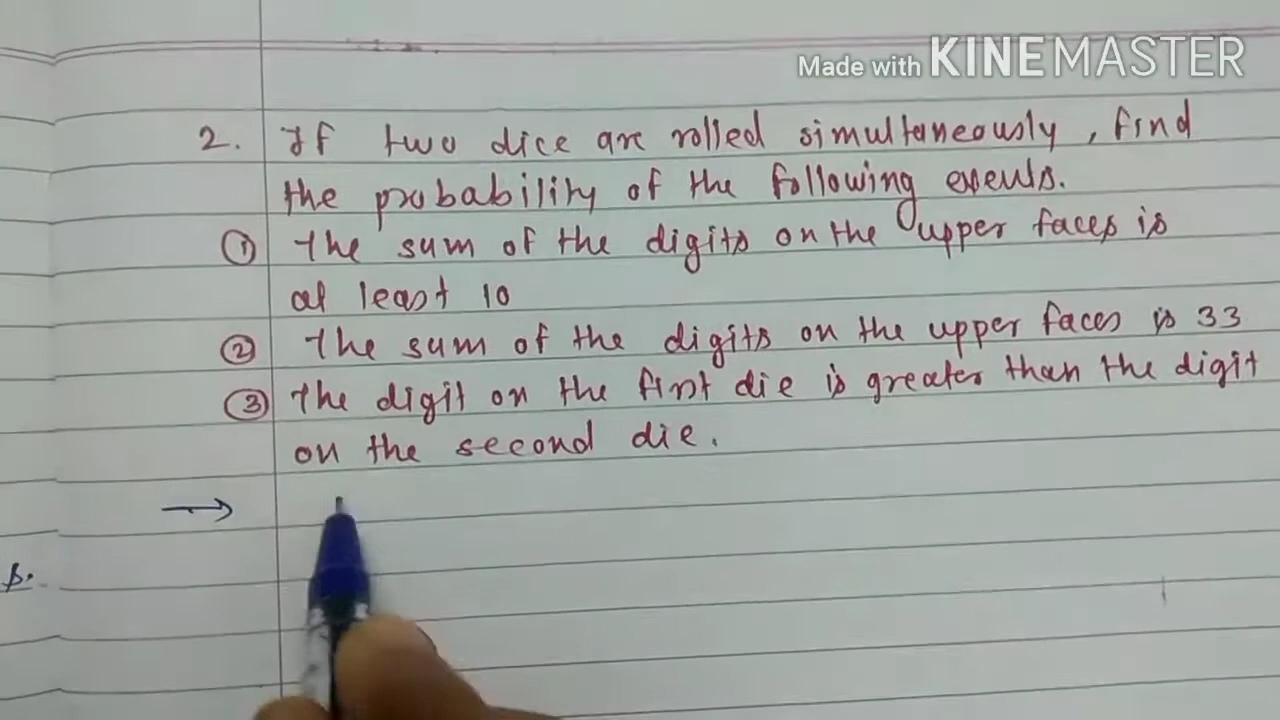 Made with KINEMASTER
2. If two dice are rolled simultaneously, find
the probability of the following events.
① The sum of the digits on the upper faces is
at least 10
② The sum of the digits on the upper faces is 33
③ The digit on the first die is greater than the digit
on the second die.
→